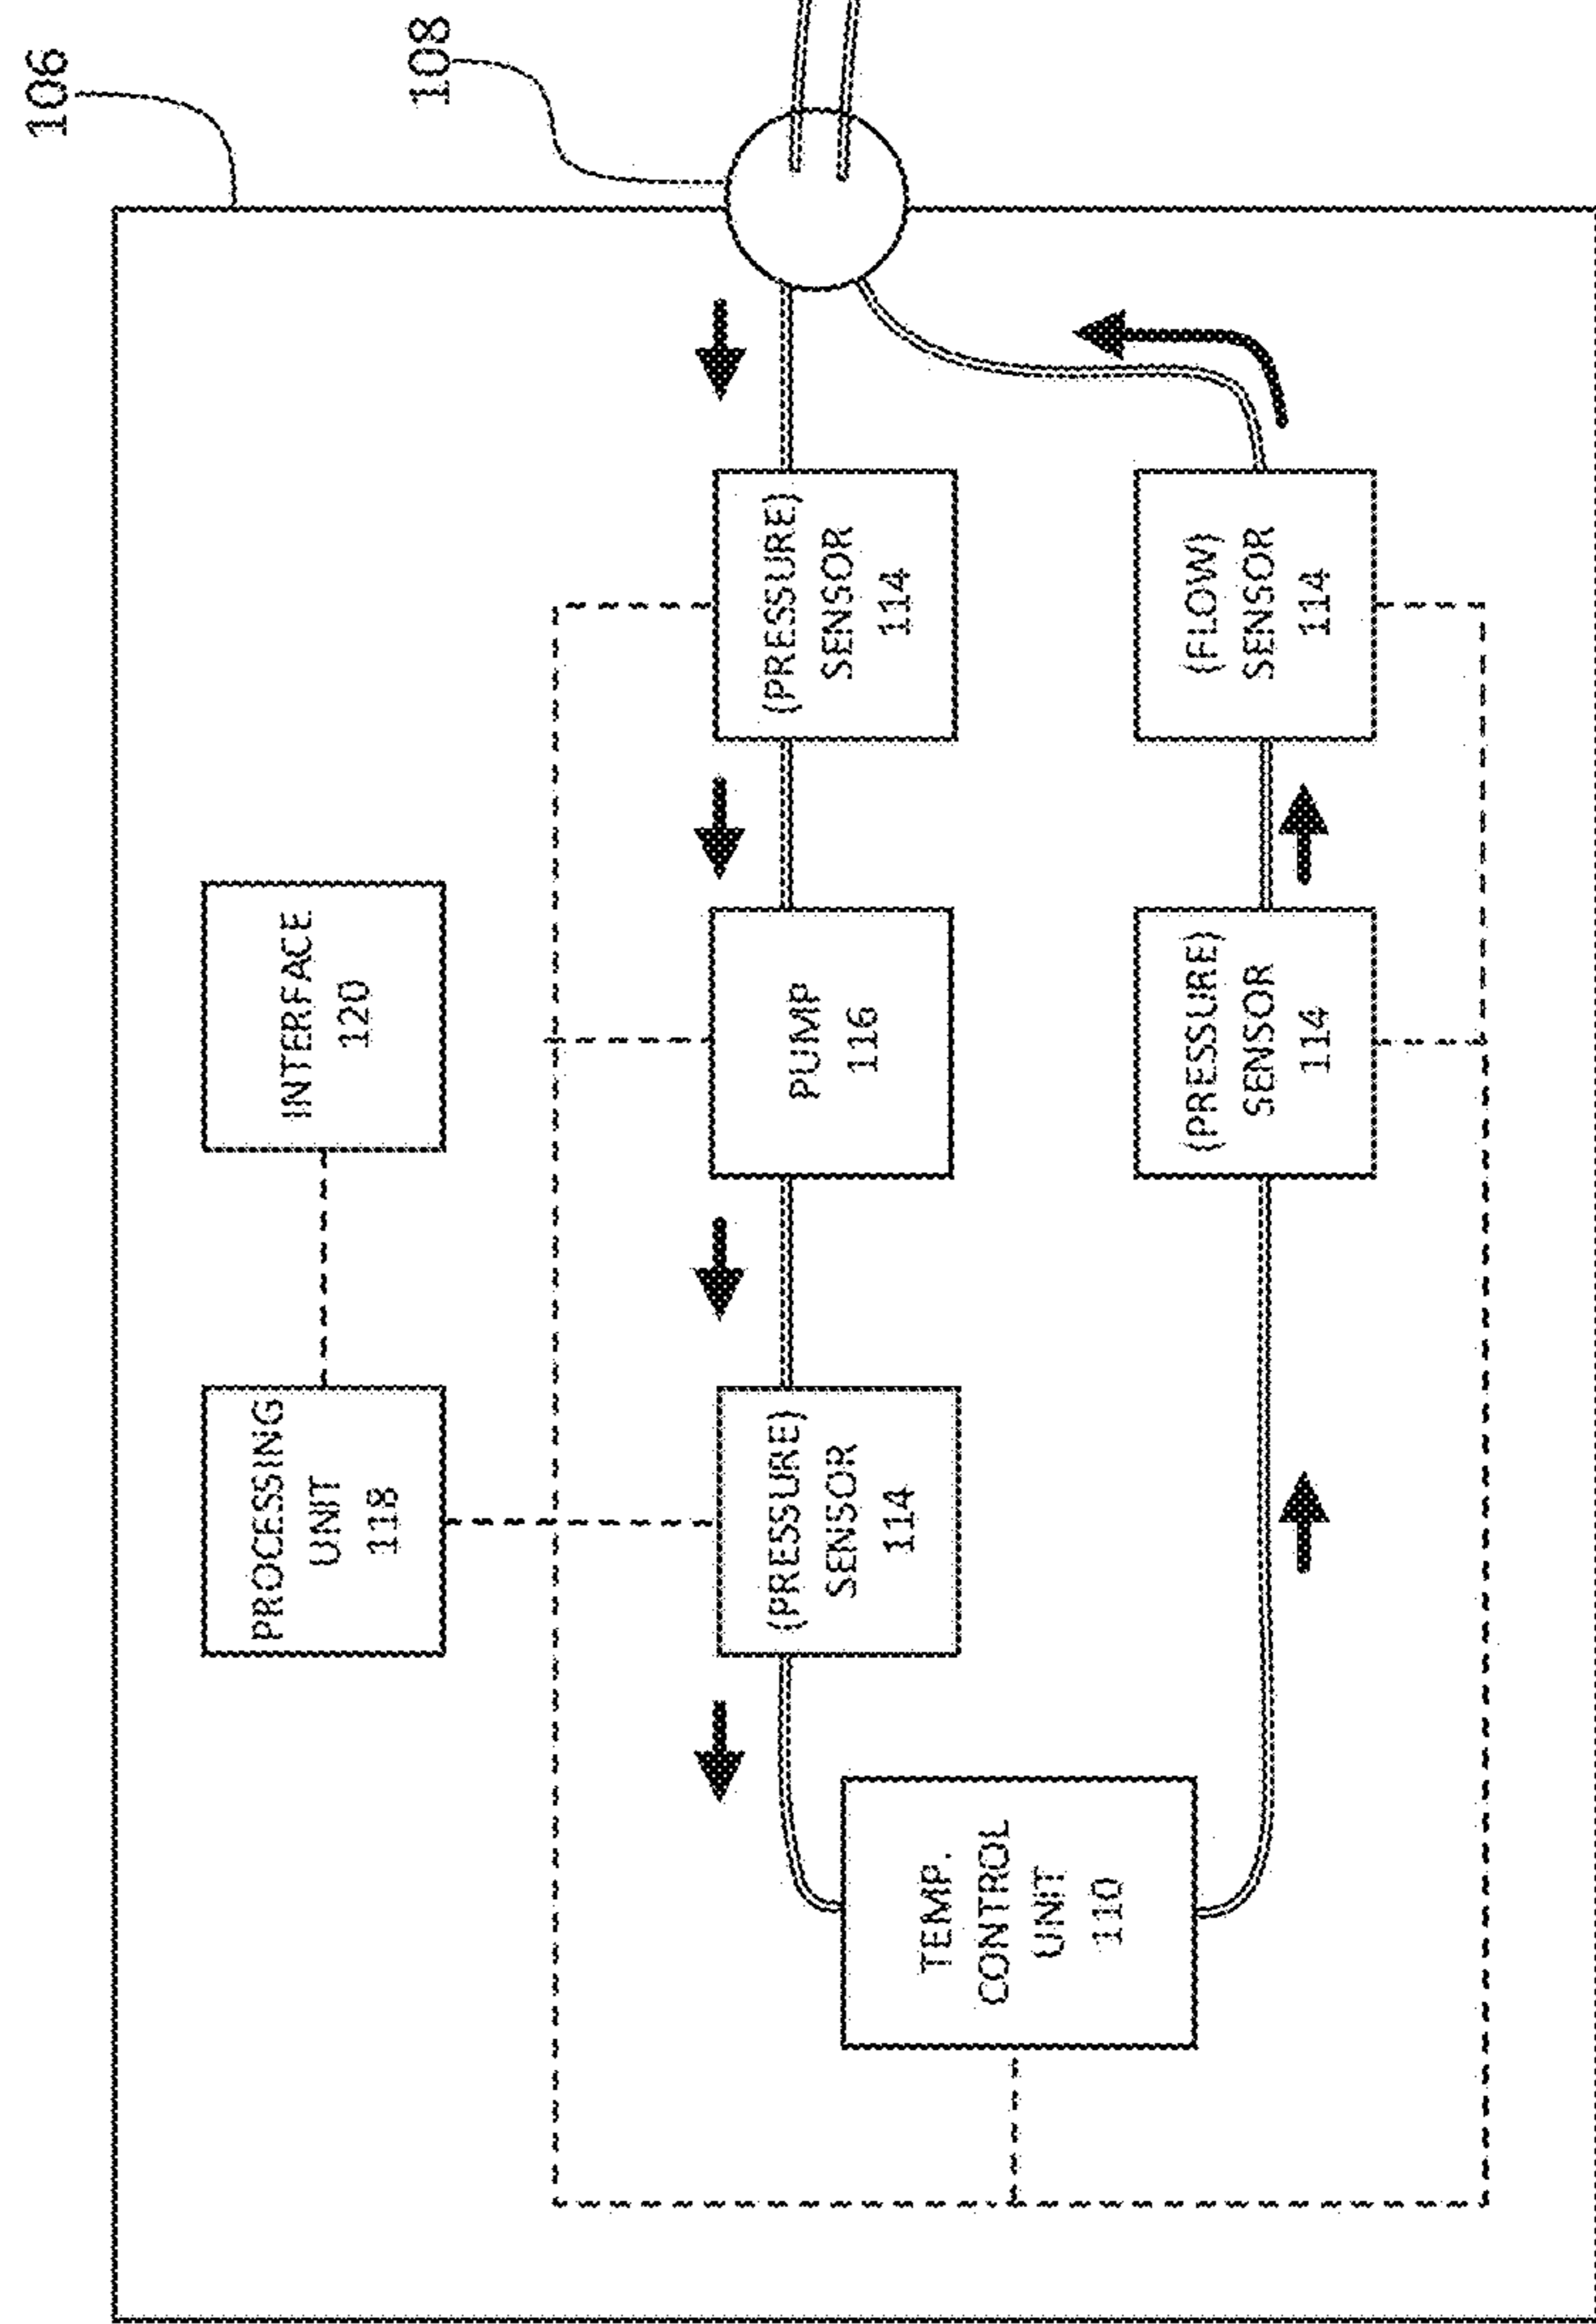 106
108
PROCESSING
UNIT
118
INTERFACE
120
(PRESSURE)
SENSOR
114
PUMP
116
(PRESSURE)
SENSOR
114
TEMP.
CONTROL
UNIT
110
(PRESSURE)
SENSOR
114
(FLOW)
SENSOR
114